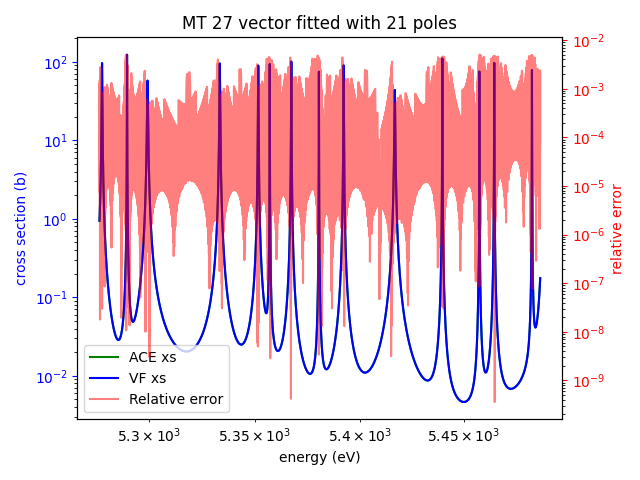 MT 27 vector fitted with 21 poles
10²
10¹
10⁰
10⁻¹
10⁻²
cross section (b)
10⁻²
10⁻³
10⁻⁴
10⁻⁵
10⁻⁶
10⁻⁷
10⁻⁸
10⁻⁹
relative error
ACE xs
VF xs
Relative error
5.3 × 10³ 5.35 × 10³ 5.4 × 10³ 5.45 × 10³
energy (eV)